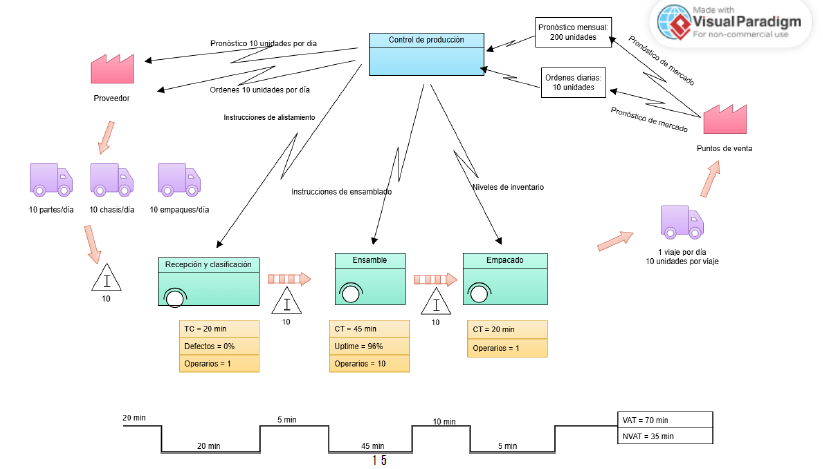 Made with
Visual Paradigm
For non-commercial use
Control de producción
Pronóstico mensual:
200 unidades
Pronóstico 10 unidades por dia
Pronóstico de mercado
Ordenes diarias:
10 unidades
Proveedor
Ordenes 10 unidades por día
Instrucciones de alistamiento
Pronóstico de mercado
Puntos de venta
Instrucciones de ensamblado
Niveles de inventario
10 partes/día
10 chasis/día
10 empaques/día
1 viaje por día
10 unidades por viaje
Recepción y clasificación
Ensamble
Empacado
I
10
I
10
I
10
TC = 20 min
Defectos = 0%
Operarios = 1
CT = 45 min
Uptime = 96%
Operarios = 10
CT = 20 min
Operarios = 1
20 min
20 min
5 min
45 min
10 min
5 min
VAT = 70 min
NVAT = 35 min
15